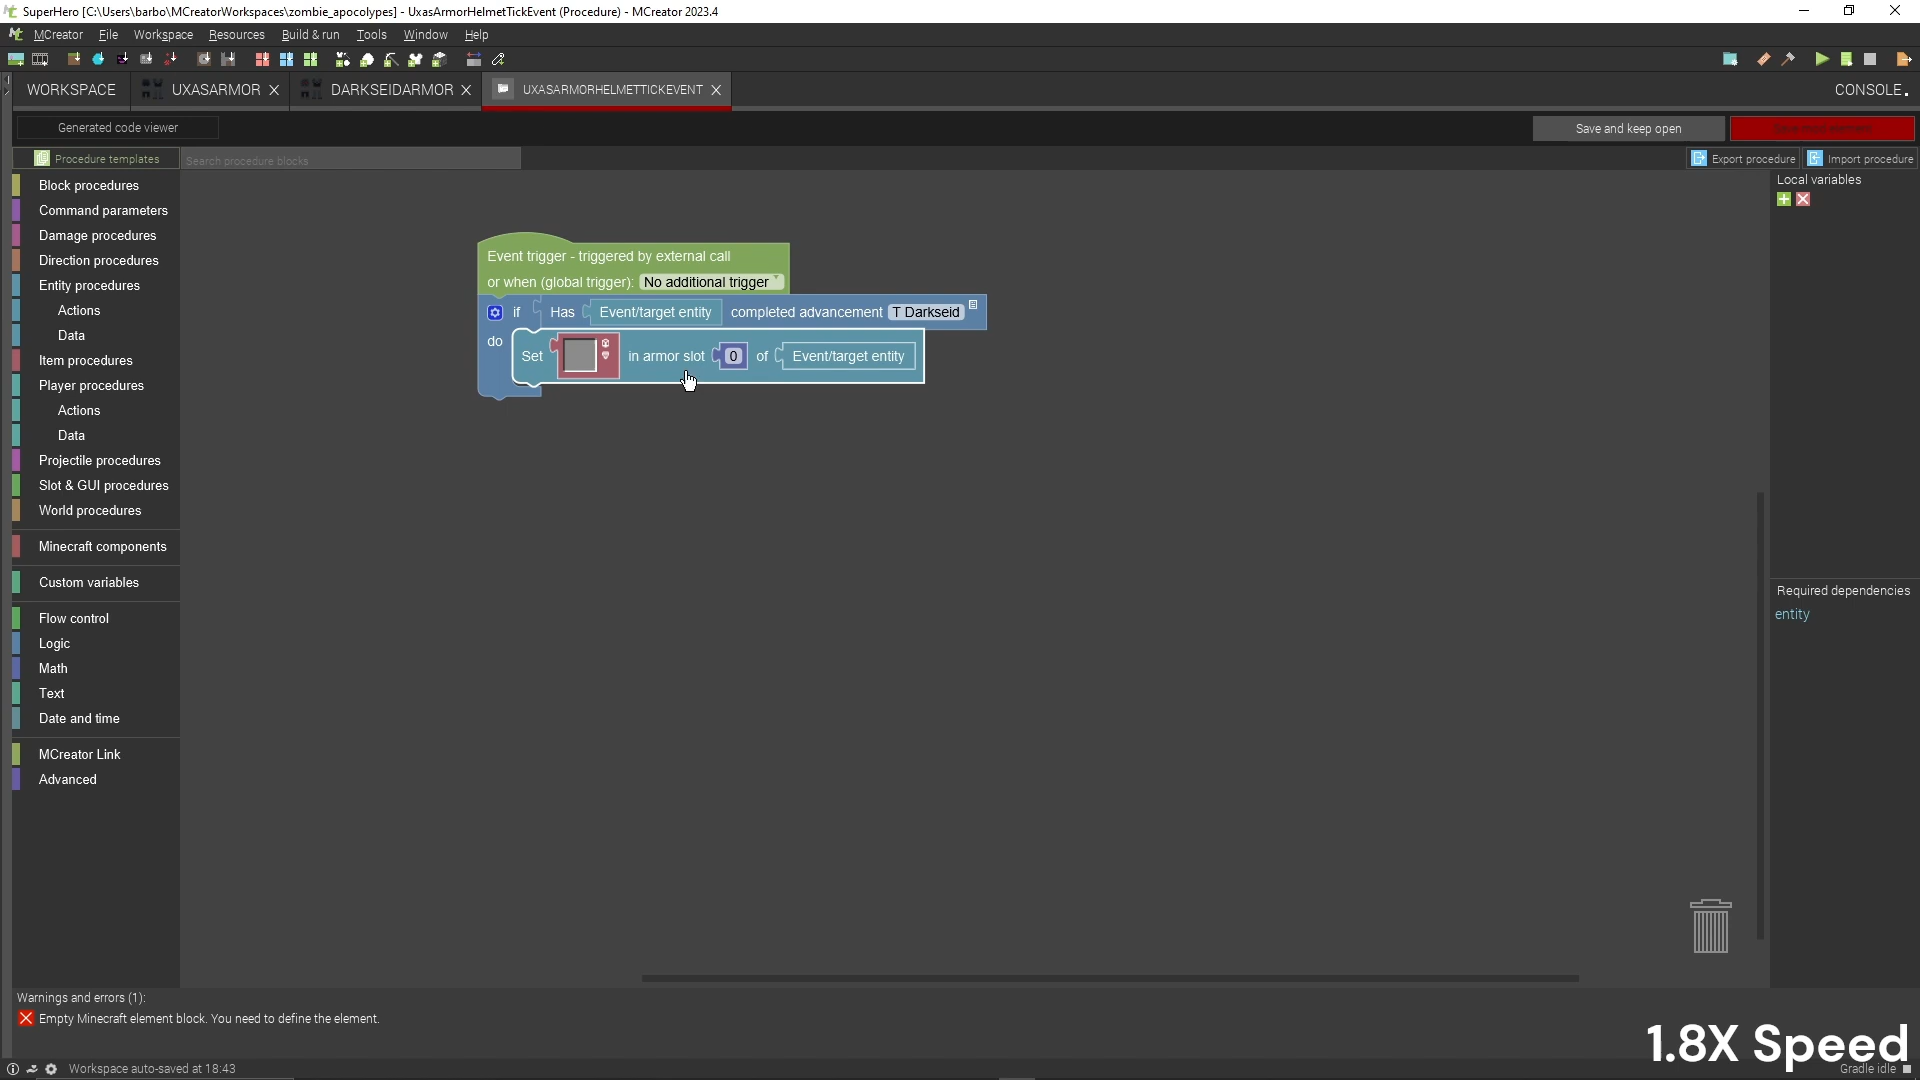 SuperHero [C:\Users\barbo\MCreatorWorkspaces\zombie_apocolypes] - UxasArmorHelmetTickEvent (Procedure) - MCreator 2023.4
MCreator File Workspace Resources Build & run Tools Window Help
WORKSPACE UXASARMOR DARKSEIDARMOR UXASARMORHELMETTICKEVENT CONSOLE
Generated code viewer Save and keep open
Procedure templates Search procedure blocks Export procedure Import procedure
Block procedures
Command parameters
Damage procedures
Direction procedures
Entity procedures
Actions
Data
Item procedures
Player procedures
Actions
Data
Projectile procedures
Slot & GUI procedures
World procedures
Minecraft components
Custom variables
Flow control
Logic
Math
Text
Date and time
MCreator Link
Advanced
Event trigger - triggered by external call
or when (global trigger): No additional trigger
if Has Event/target entity completed advancement T Darkseid
do Set in armor slot 0 of Event/target entity
Local variables
Required dependencies
entity
Warnings and errors (1):
Empty Minecraft element block. You need to define the element.
1.8X Speed
Workspace auto-saved at 18:43 Gradle idle